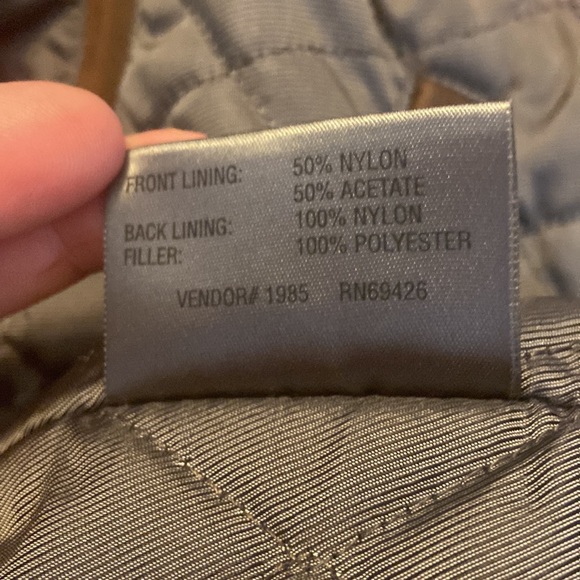 FRONT LINING: 50% NYLON
50% ACETATE
BACK LINING: 100% NYLON
FILLER: 100% POLYESTER
VENDOR# 1985 RN69426